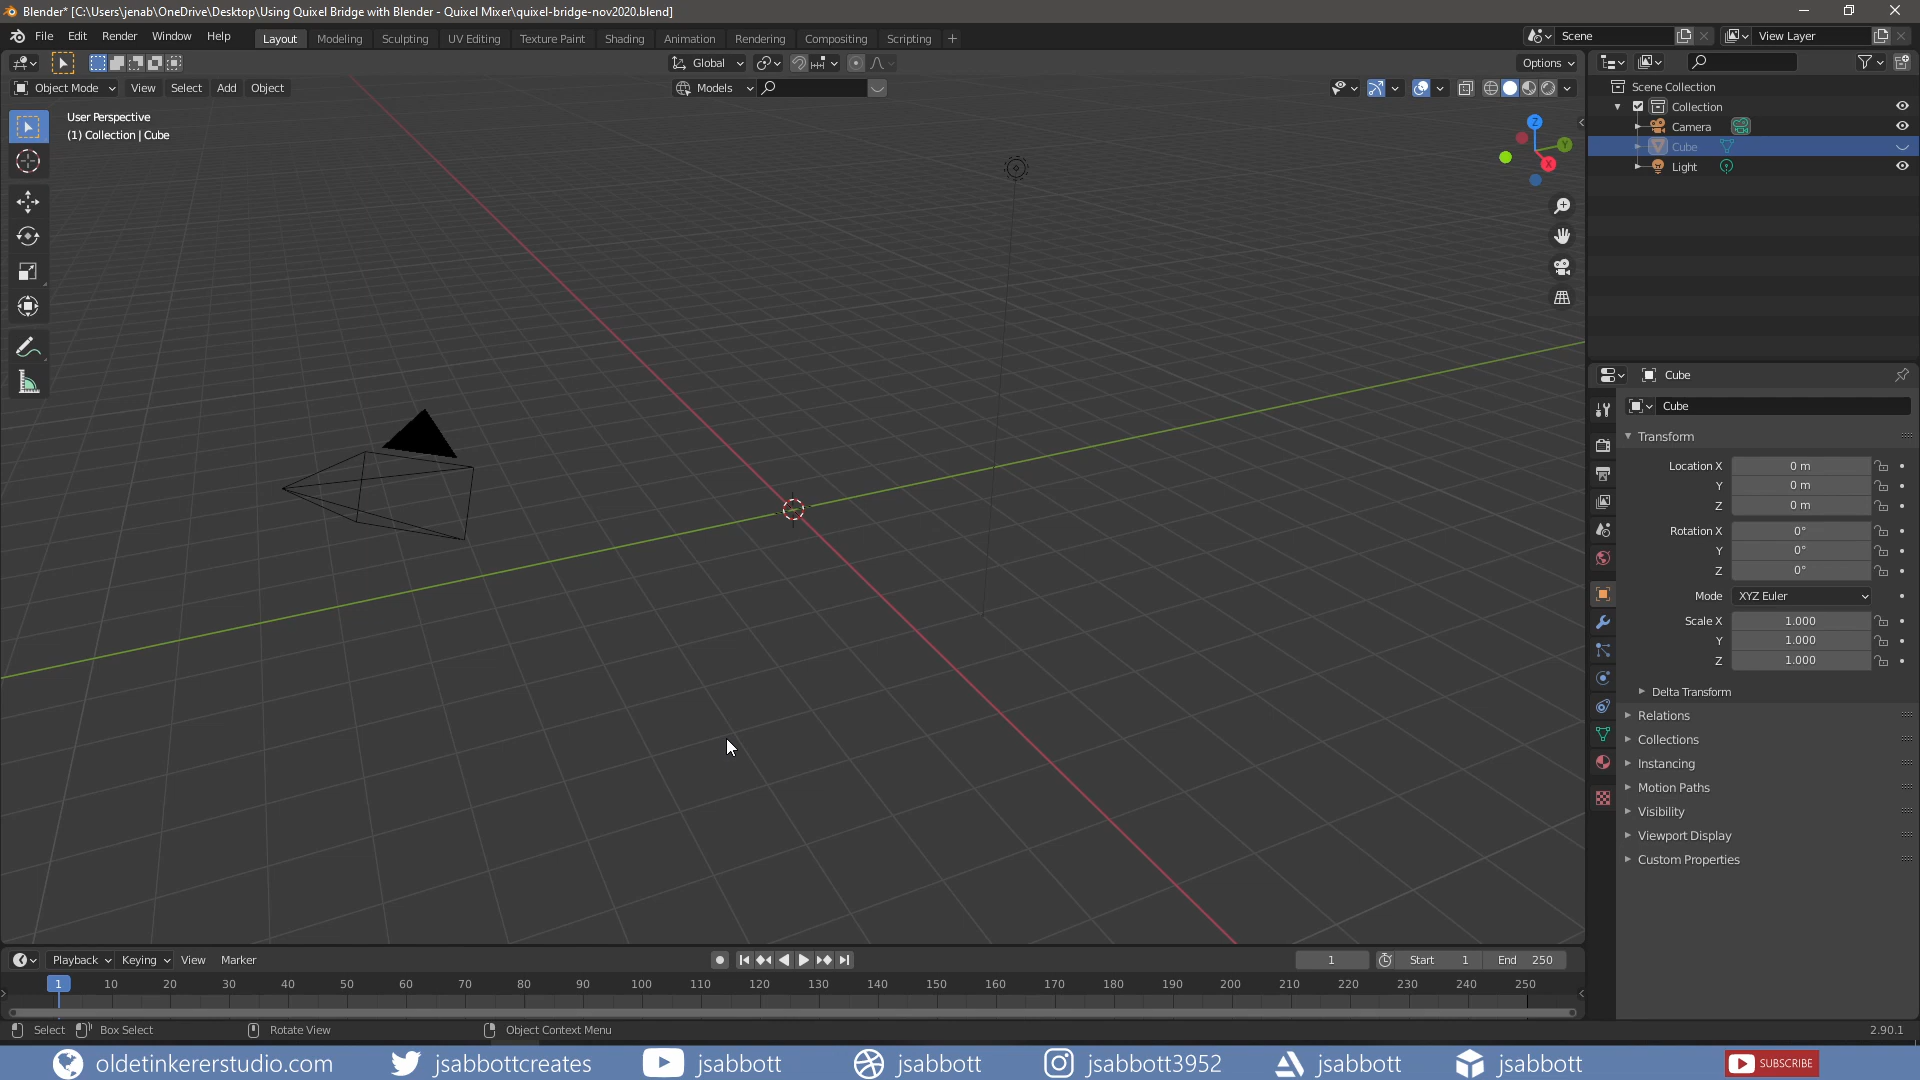 Blender* [C:\Users\jenab\OneDrive\Desktop\Using Quixel Bridge with Blender - Quixel Mixer\quixel-bridge-nov2020.blend]
File Edit Render Window Help Layout Modeling Sculpting UV Editing Texture Paint Shading Animation Rendering Compositing Scripting + Scene View Layer
Global Options
Object Mode View Select Add Object Models
User Perspective
(1) Collection | Cube
Z
Y
X
Scene Collection
Collection
Camera
Cube
Light
Cube
Cube
Transform
Location X 0 m
Y 0 m
Z 0 m
Rotation X 0°
Y 0°
Z 0°
Mode XYZ Euler
Scale X 1.000
Y 1.000
Z 1.000
Delta Transform
Relations
Collections
Instancing
Motion Paths
Visibility
Viewport Display
Custom Properties
Playback Keying View Marker 1 Start 1 End 250
1 10 20 30 40 50 60 70 80 90 100 110 120 130 140 150 160 170 180 190 200 210 220 230 240 250
Select Box Select Rotate View Object Context Menu 2.90.1
oldetinkererstudio.com jsabbottcreates jsabbott jsabbott jsabbott3952 jsabbott jsabbott SUBSCRIBE